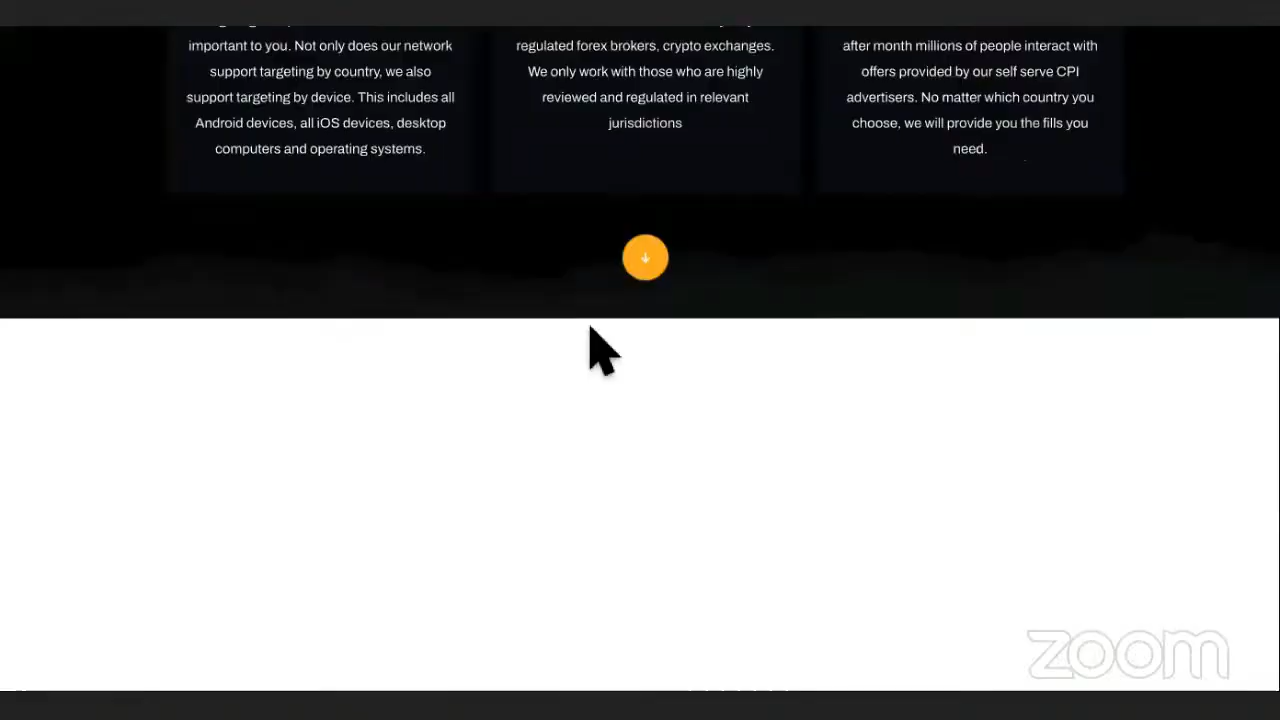 important to you. Not only does our network
support targeting by country, we also
support targeting by device. This includes all
Android devices, all iOS devices, desktop
computers and operating systems.
regulated forex brokers, crypto exchanges.
We only work with those who are highly
reviewed and regulated in relevant
jurisdictions
after month millions of people interact with
offers provided by our self serve CPI
advertisers. No matter which country you
choose, we will provide you the fills you
need.
zoom